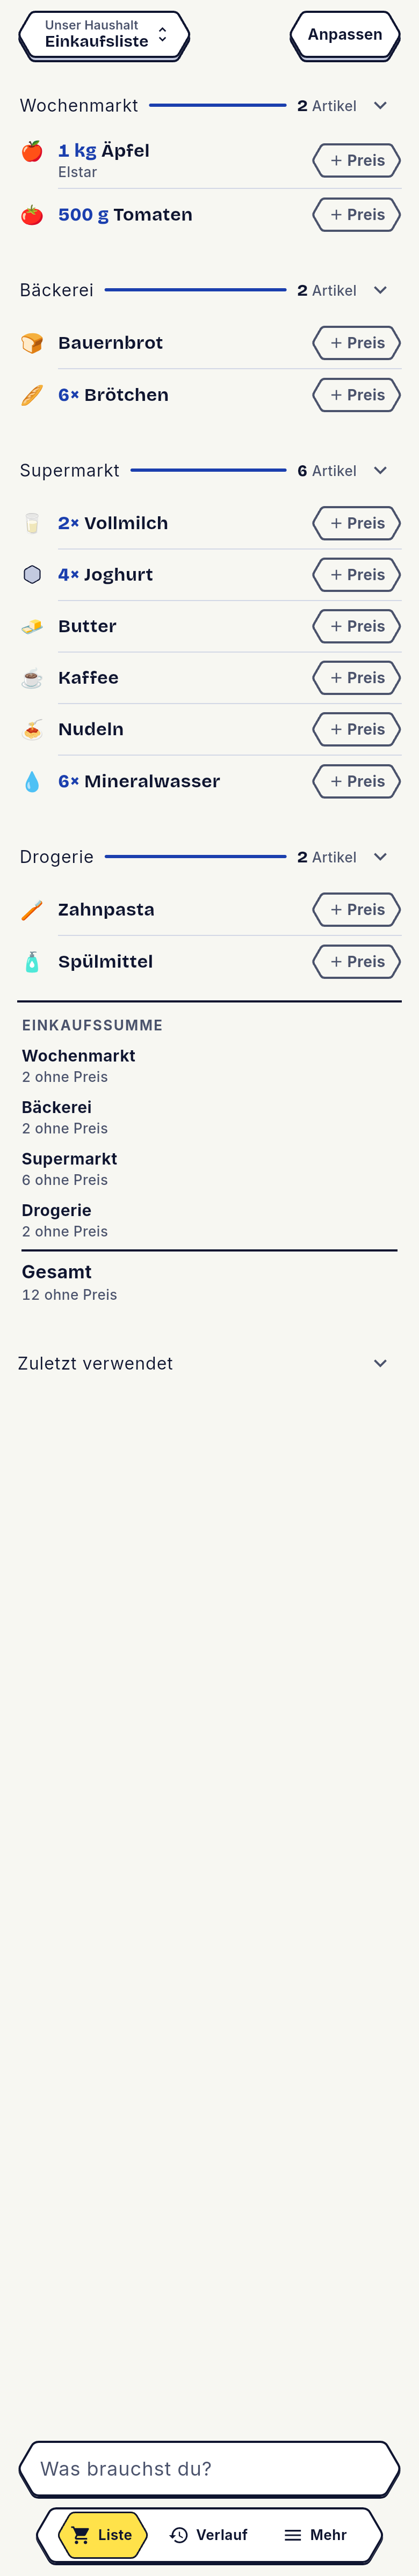 Unser Haushalt
Einkaufsliste
Anpassen
Wochenmarkt 2 Artikel
1 kg Äpfel + Preis
Elstar
500 g Tomaten + Preis
Bäckerei 2 Artikel
Bauernbrot + Preis
6× Brötchen + Preis
Supermarkt 6 Artikel
2× Vollmilch + Preis
4× Joghurt + Preis
Butter + Preis
Kaffee + Preis
Nudeln + Preis
6× Mineralwasser + Preis
Drogerie 2 Artikel
Zahnpasta + Preis
Spülmittel + Preis
EINKAUFSSUMME
Wochenmarkt
2 ohne Preis
Bäckerei
2 ohne Preis
Supermarkt
6 ohne Preis
Drogerie
2 ohne Preis
Gesamt
12 ohne Preis
Zuletzt verwendet
Was brauchst du?
Liste Verlauf Mehr